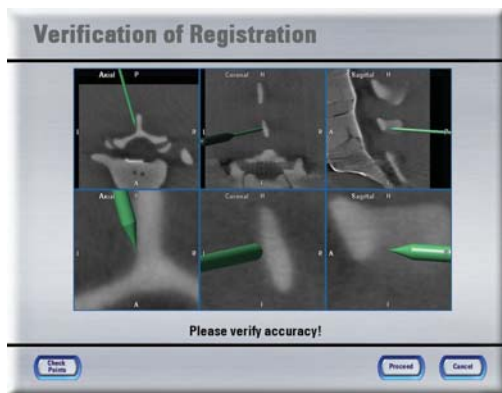 Verification of Registration
Axial P
Coronal H
Sagittal H
A
A
Axial
Coronal H
Sagittal H
A
A
I
I
Please verify accuracy!
Check
Points
Proceed
Cancel